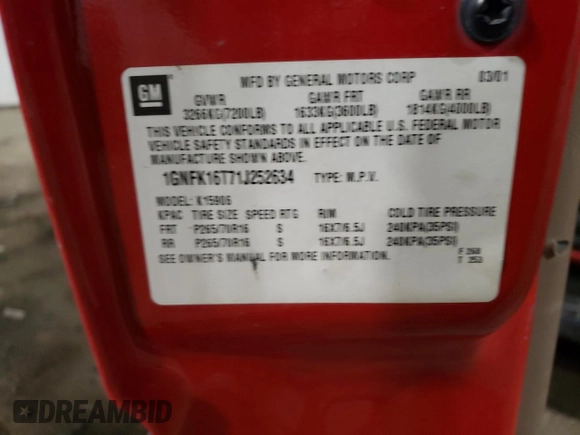 GM
MFD BY GENERAL MOTORS CORP 03/01
GVWR GAWR FRT GAWR RR
3266KG(7200LB) 1633KG(3600LB) 1814KG(4000LB)
THIS VEHICLE CONFORMS TO ALL APPLICABLE U.S. FEDERAL MOTOR
VEHICLE SAFETY STANDARDS IN EFFECT ON THE DATE OF
MANUFACTURE SHOWN ABOVE.
1GNFK16T71J252634 TYPE: M.P.V.
MODEL: K15906
KPAC TIRE SIZE SPEED RTG RIM COLD TIRE PRESSURE
FRT P265/70R16 S 16X7/6.5J 240KPA(35PSI)
RR P265/70R16 S 16X7/6.5J 240KPA(35PSI)
SEE OWNER'S MANUAL FOR MORE INFORMATION.
F 260
T 253
DREAMBID